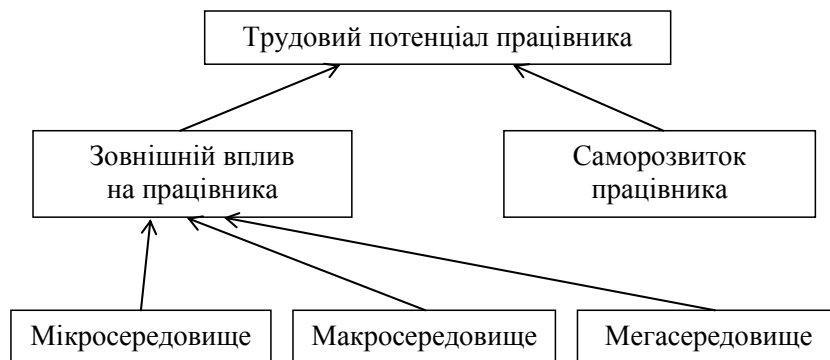 Трудовий потенціал працівника
Зовнішній вплив
на працівника
Саморозвиток
працівника
Мікросередовище
Макросередовище
Мегасередовище